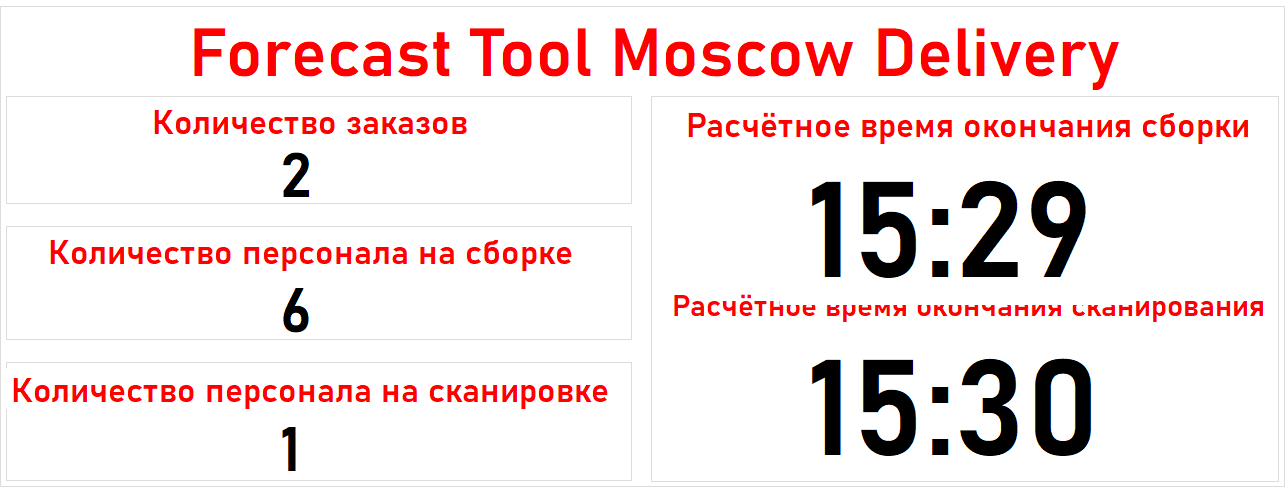 Forecast Tool Moscow Delivery
Количество заказов
2
Количество персонала на сборке
6
Количество персонала на сканировке
1
Расчётное время окончания сборки
15:29
Расчётное время окончания сканирования
15:30